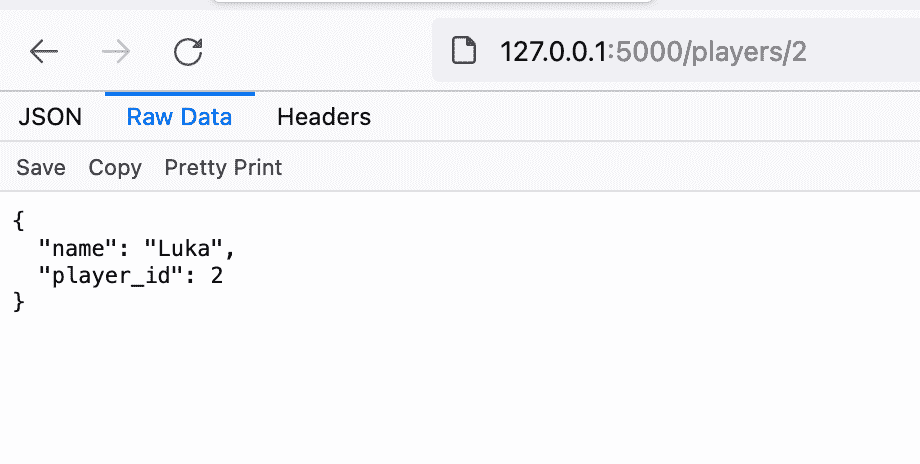 127.0.0.1:5000/players/2
JSON Raw Data Headers
Save Copy Pretty Print
{
  "name": "Luka",
  "player_id": 2
}